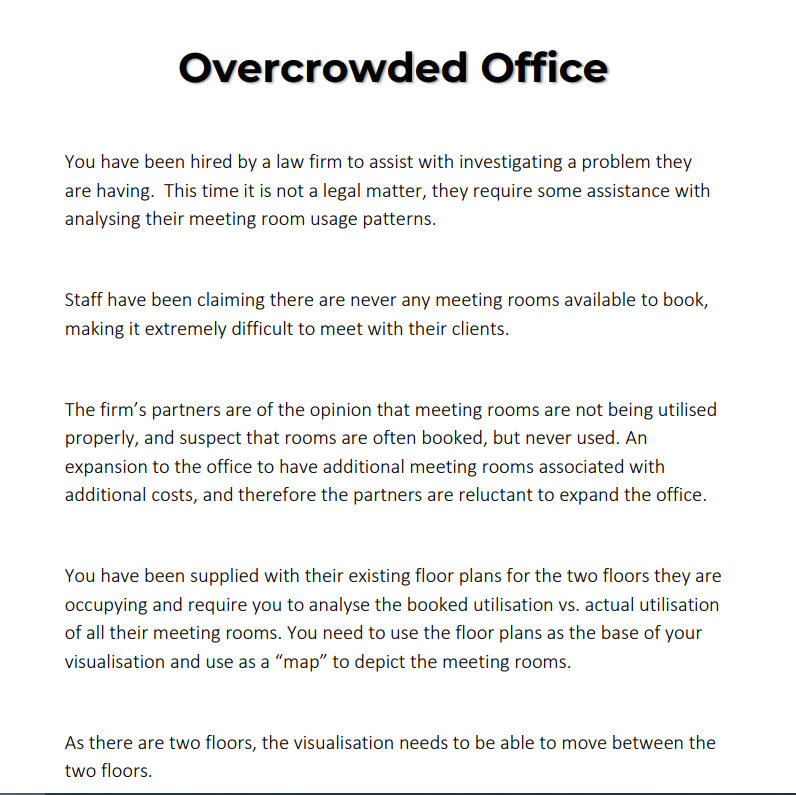 Overcrowded Office
You have been hired by a law firm to assist with investigating a problem they
are having.  This time it is not a legal matter, they require some assistance with
analysing their meeting room usage patterns.
Staff have been claiming there are never any meeting rooms available to book,
making it extremely difficult to meet with their clients.
The firm’s partners are of the opinion that meeting rooms are not being utilised
properly, and suspect that rooms are often booked, but never used. An
expansion to the office to have additional meeting rooms associated with
additional costs, and therefore the partners are reluctant to expand the office.
You have been supplied with their existing floor plans for the two floors they are
occupying and require you to analyse the booked utilisation vs. actual utilisation
of all their meeting rooms. You need to use the floor plans as the base of your
visualisation and use as a “map” to depict the meeting rooms.
As there are two floors, the visualisation needs to be able to move between the
two floors.